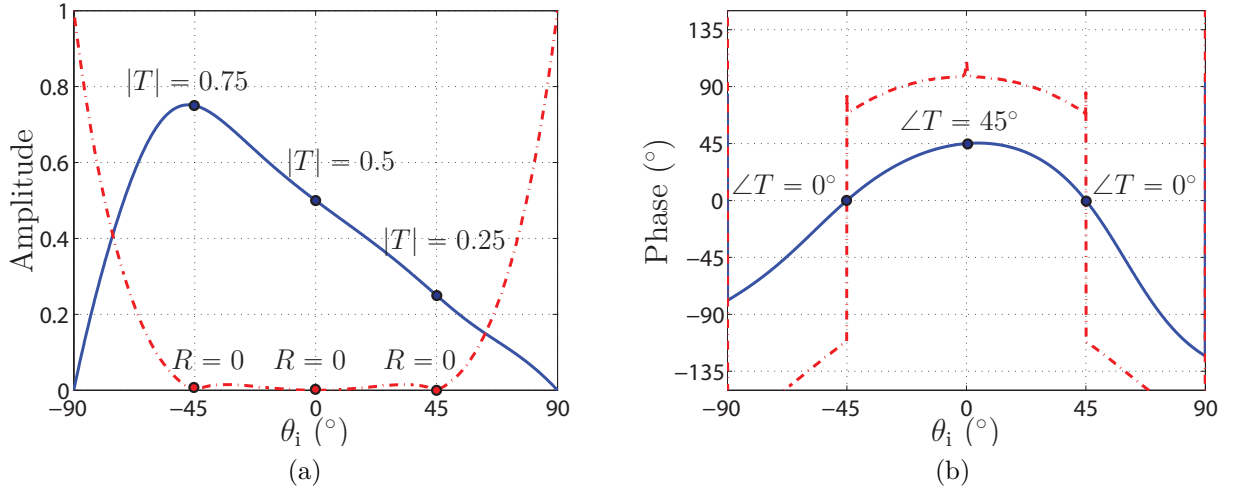 1
0.8
0.6
0.4
0.2
0
Amplitude
|T| = 0.75
|T| = 0.5
|T| = 0.25
R = 0
R = 0
R = 0
−90
−45
0
45
90
θi (°)
(a)
135
90
45
0
−45
−90
−135
Phase (°)
∠T = 45°
∠T = 0°
∠T = 0°
−90
−45
0
45
90
θi (°)
(b)